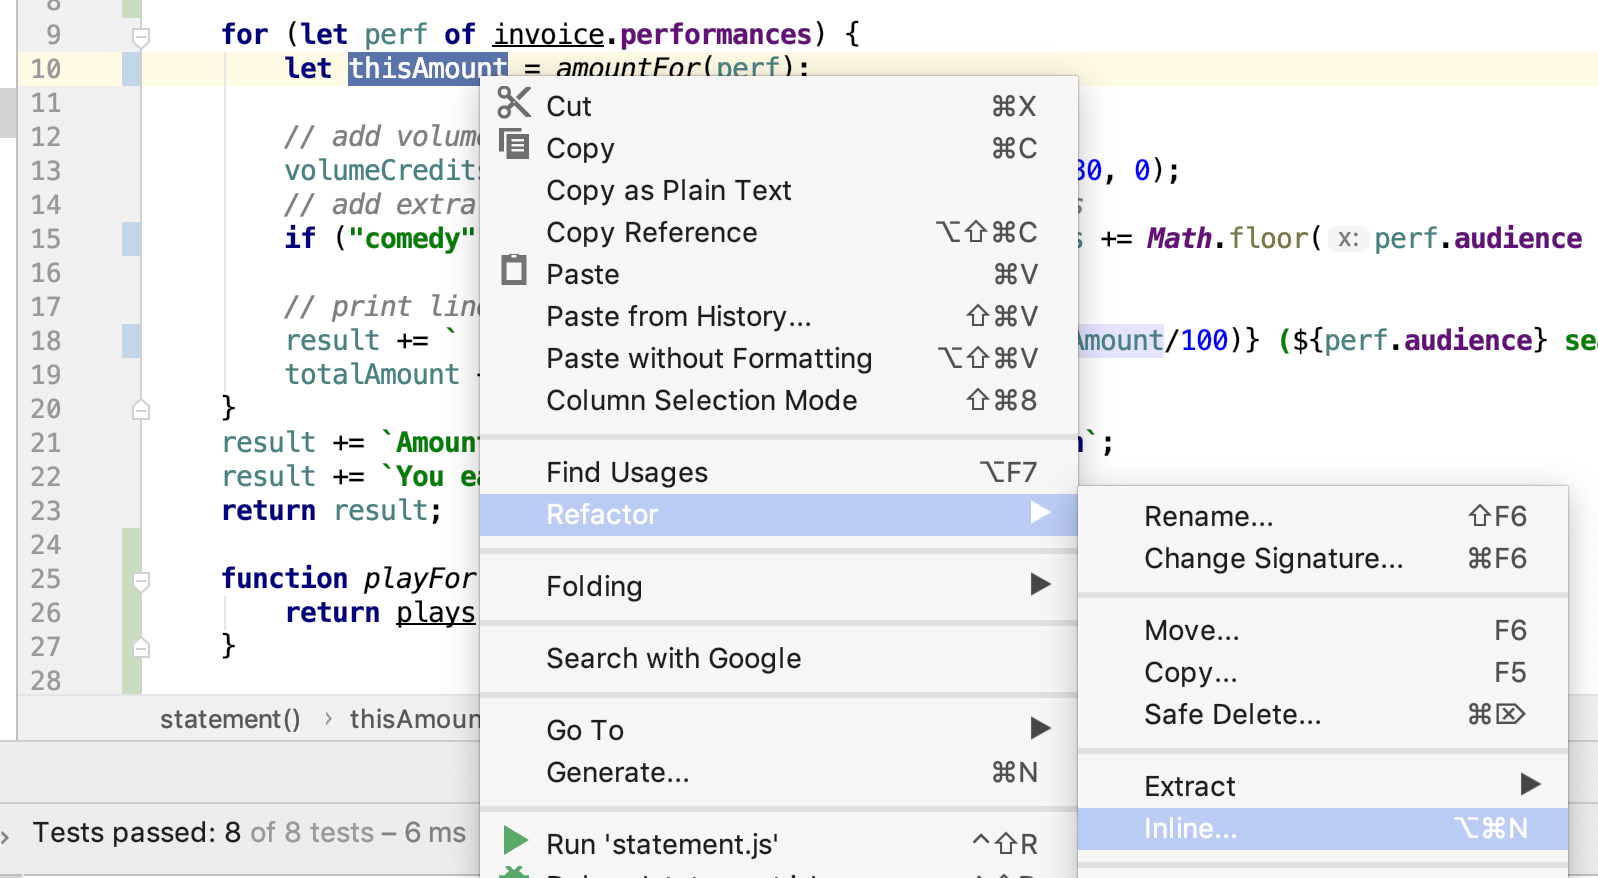 8
9 for (let perf of invoice.performances) {
10 let thisAmount = amountFor(perf);
11
12 // add volum
13 volumeCredits 30, 0);
14 // add extra
15 if ("comedy" += Math.floor( x: perf.audience
16
17 // print line
18 result += ` Amount/100)} (${perf.audience} sea
19 totalAmount
20 }
21 result += `Amount n`;
22 result += `You ea
23 return result;
24
25 function playFor
26 return plays
27 }
28
statement() › thisAmoun
Tests passed: 8 of 8 tests – 6 ms
Cut ⌘X
Copy ⌘C
Copy as Plain Text
Copy Reference ⌥⇧⌘C
Paste ⌘V
Paste from History... ⇧⌘V
Paste without Formatting ⌥⇧⌘V
Column Selection Mode ⇧⌘8
Find Usages ⌥F7
Refactor
Folding
Search with Google
Go To
Generate... ⌘N
Run 'statement.js' ^⇧R
Rename... ⇧F6
Change Signature... ⌘F6
Move... F6
Copy... F5
Safe Delete... ⌘⌦
Extract
Inline... ⌥⌘N